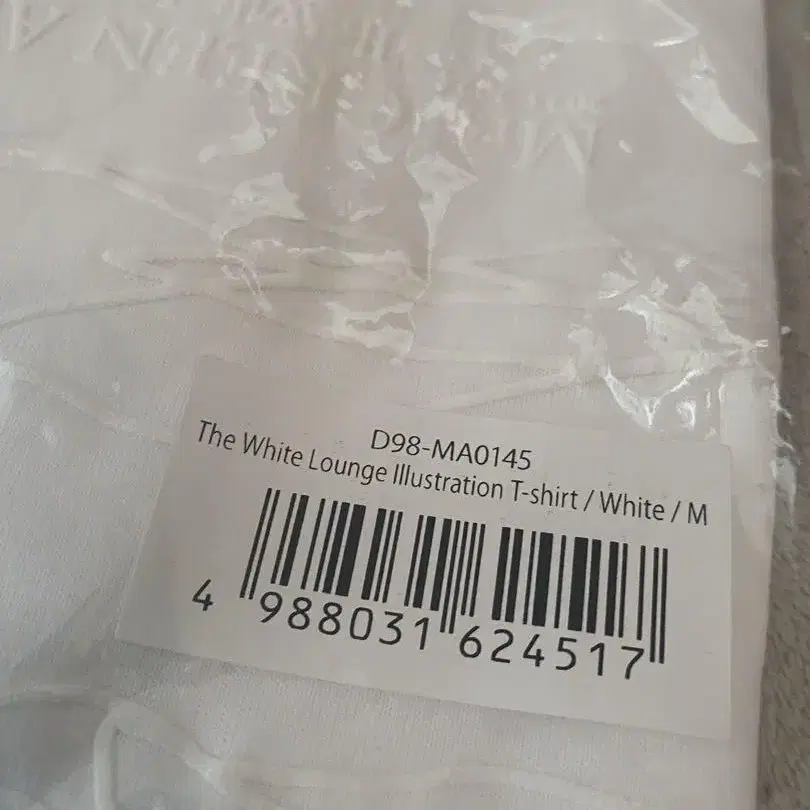 D98-MA0145
The White Lounge Illustration T-shirt / White / M
4 988031 624517